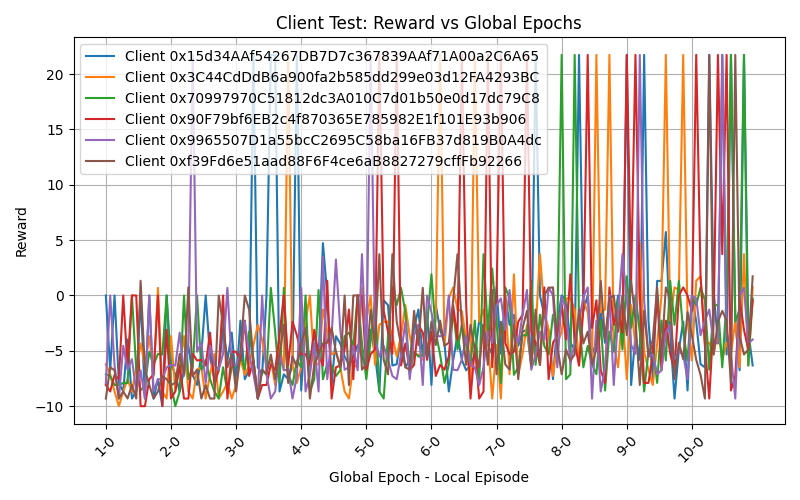 Client Test: Reward vs Global Epochs
Client 0x15d34AAf54267DB7D7c367839AAf71A00a2C6A65
Client 0x3C44CdDdB6a900fa2b585dd299e03d12FA4293BC
Client 0x70997970C51812dc3A010C7d01b50e0d17dc79C8
Client 0x90F79bf6EB2c4f870365E785982E1f101E93b906
Client 0x9965507D1a55bcC2695C58ba16FB37d819B0A4dc
Client 0xf39Fd6e51aad88F6F4ce6aB8827279cffFb92266
20
15
10
5
0
−5
−10
Reward
1-0
2-0
3-0
4-0
5-0
6-0
7-0
8-0
9-0
10-0
Global Epoch - Local Episode